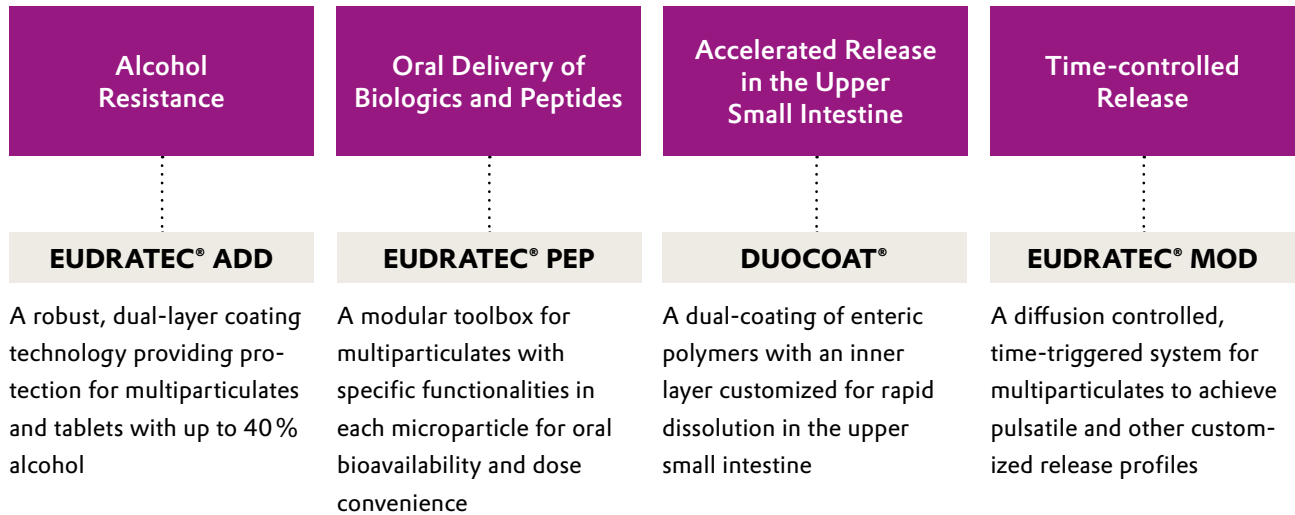 Alcohol
Resistance
EUDRATEC® ADD
A robust, dual-layer coating
technology providing pro-
tection for multiparticulates
and tablets with up to 40 %
alcohol
Oral Delivery of
Biologics and Peptides
EUDRATEC® PEP
A modular toolbox for
multiparticulates with
specific functionalities in
each microparticle for oral
bioavailability and dose
convenience
Accelerated Release
in the Upper
Small Intestine
DUOCOAT®
A dual-coating of enteric
polymers with an inner
layer customized for rapid
dissolution in the upper
small intestine
Time-controlled
Release
EUDRATEC® MOD
A diffusion controlled,
time-triggered system for
multiparticulates to achieve
pulsatile and other custom-
ized release profiles